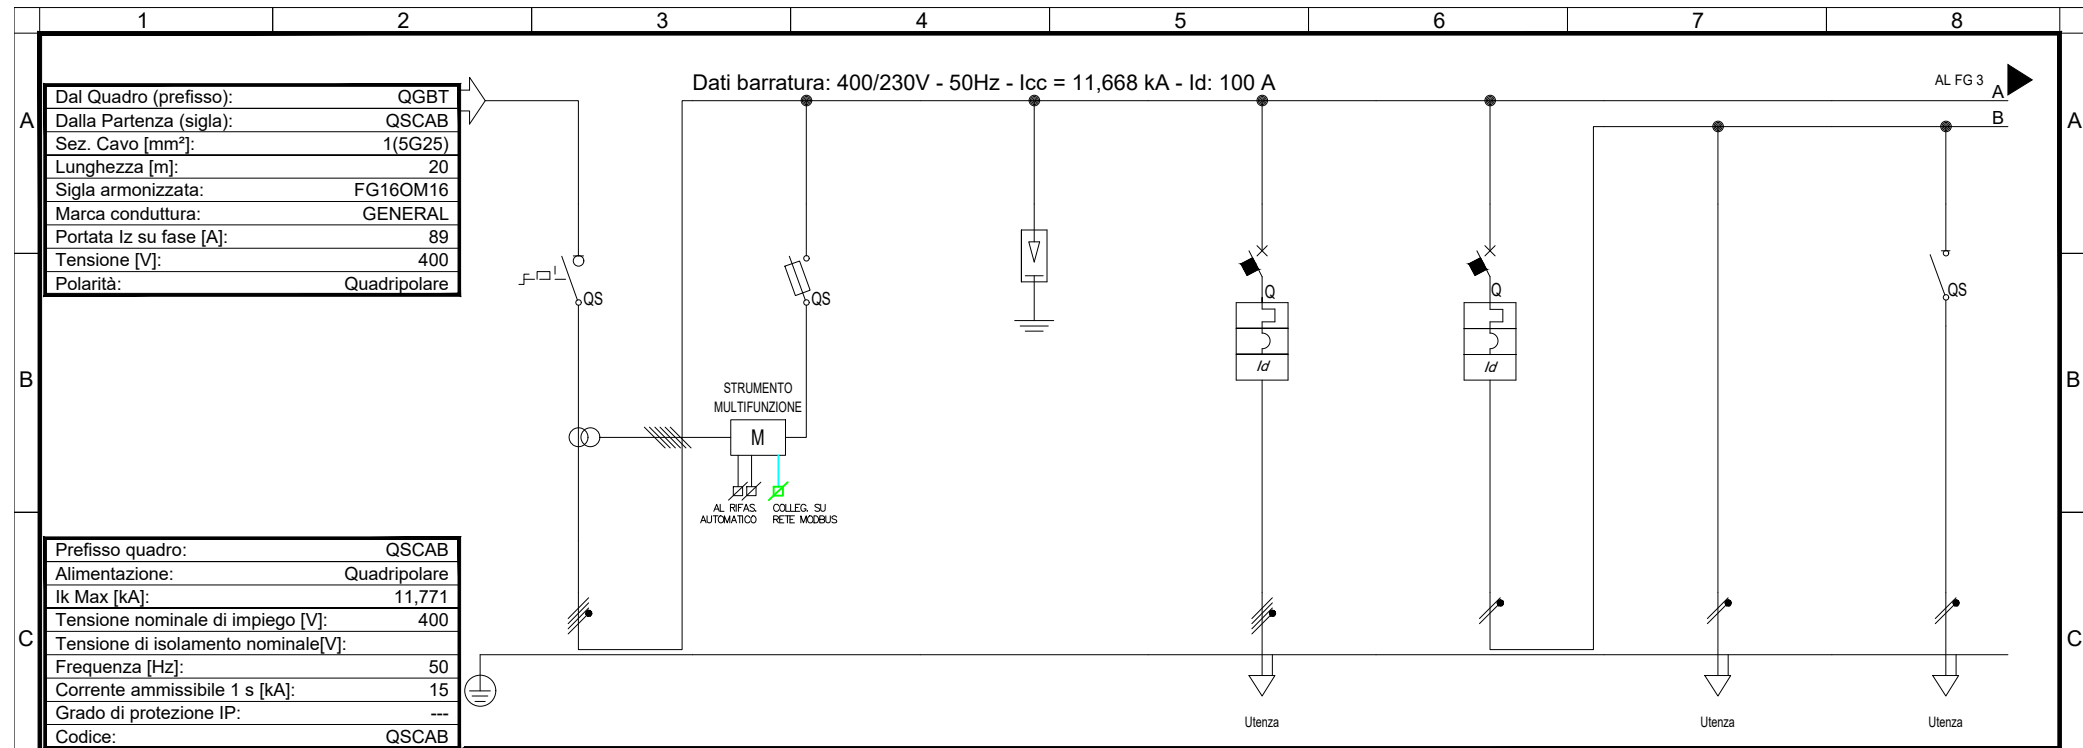 1 2 3 4 5 6 7 8
Dati barratura: 400/230V - 50Hz - Icc = 11,668 kA - Id: 100 A
AL FG 3
A
B
A
A
Dal Quadro (prefisso): QGBT
Dalla Partenza (sigla): QSCAB
Sez. Cavo [mm²]: 1(5G25)
Lunghezza [m]: 20
Sigla armonizzata: FG16OM16
Marca conduttura: GENERAL
Portata Iz su fase [A]: 89
Tensione [V]: 400
Polarità: Quadripolare
QS
QS
Q
Id
Q
Id
QS
B
B
STRUMENTO
MULTIFUNZIONE
M
AL RIFAS.
AUTOMATICO
COLLEG. SU
RETE MODBUS
Prefisso quadro: QSCAB
Alimentazione: Quadripolare
Ik Max [kA]: 11,771
Tensione nominale di impiego [V]: 400
Tensione di isolamento nominale[V]:
Frequenza [Hz]: 50
Corrente ammissibile 1 s [kA]: 15
Grado di protezione IP: ---
Codice: QSCAB
C
C
Utenza
Utenza
Utenza